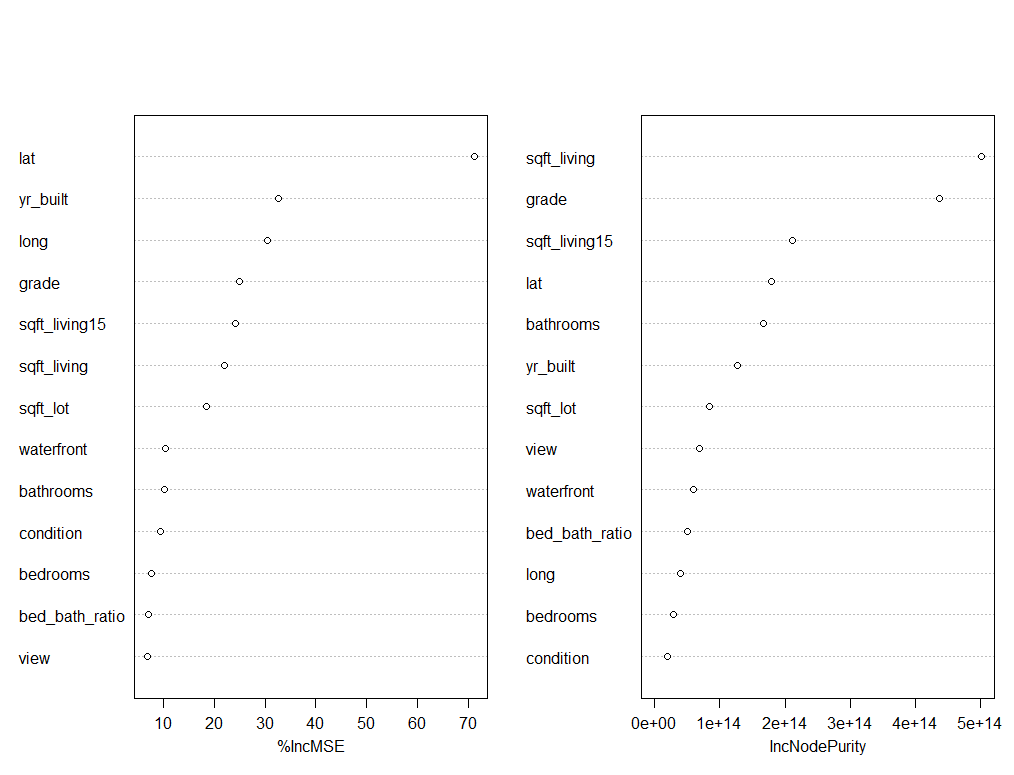 lat
yr_built
long
grade
sqft_living15
sqft_living
sqft_lot
waterfront
bathrooms
condition
bedrooms
bed_bath_ratio
view
10 20 30 40 50 60 70
%IncMSE
sqft_living
grade
sqft_living15
lat
bathrooms
yr_built
sqft_lot
view
waterfront
bed_bath_ratio
long
bedrooms
condition
0e+00 1e+14 2e+14 3e+14 4e+14 5e+14
IncNodePurity